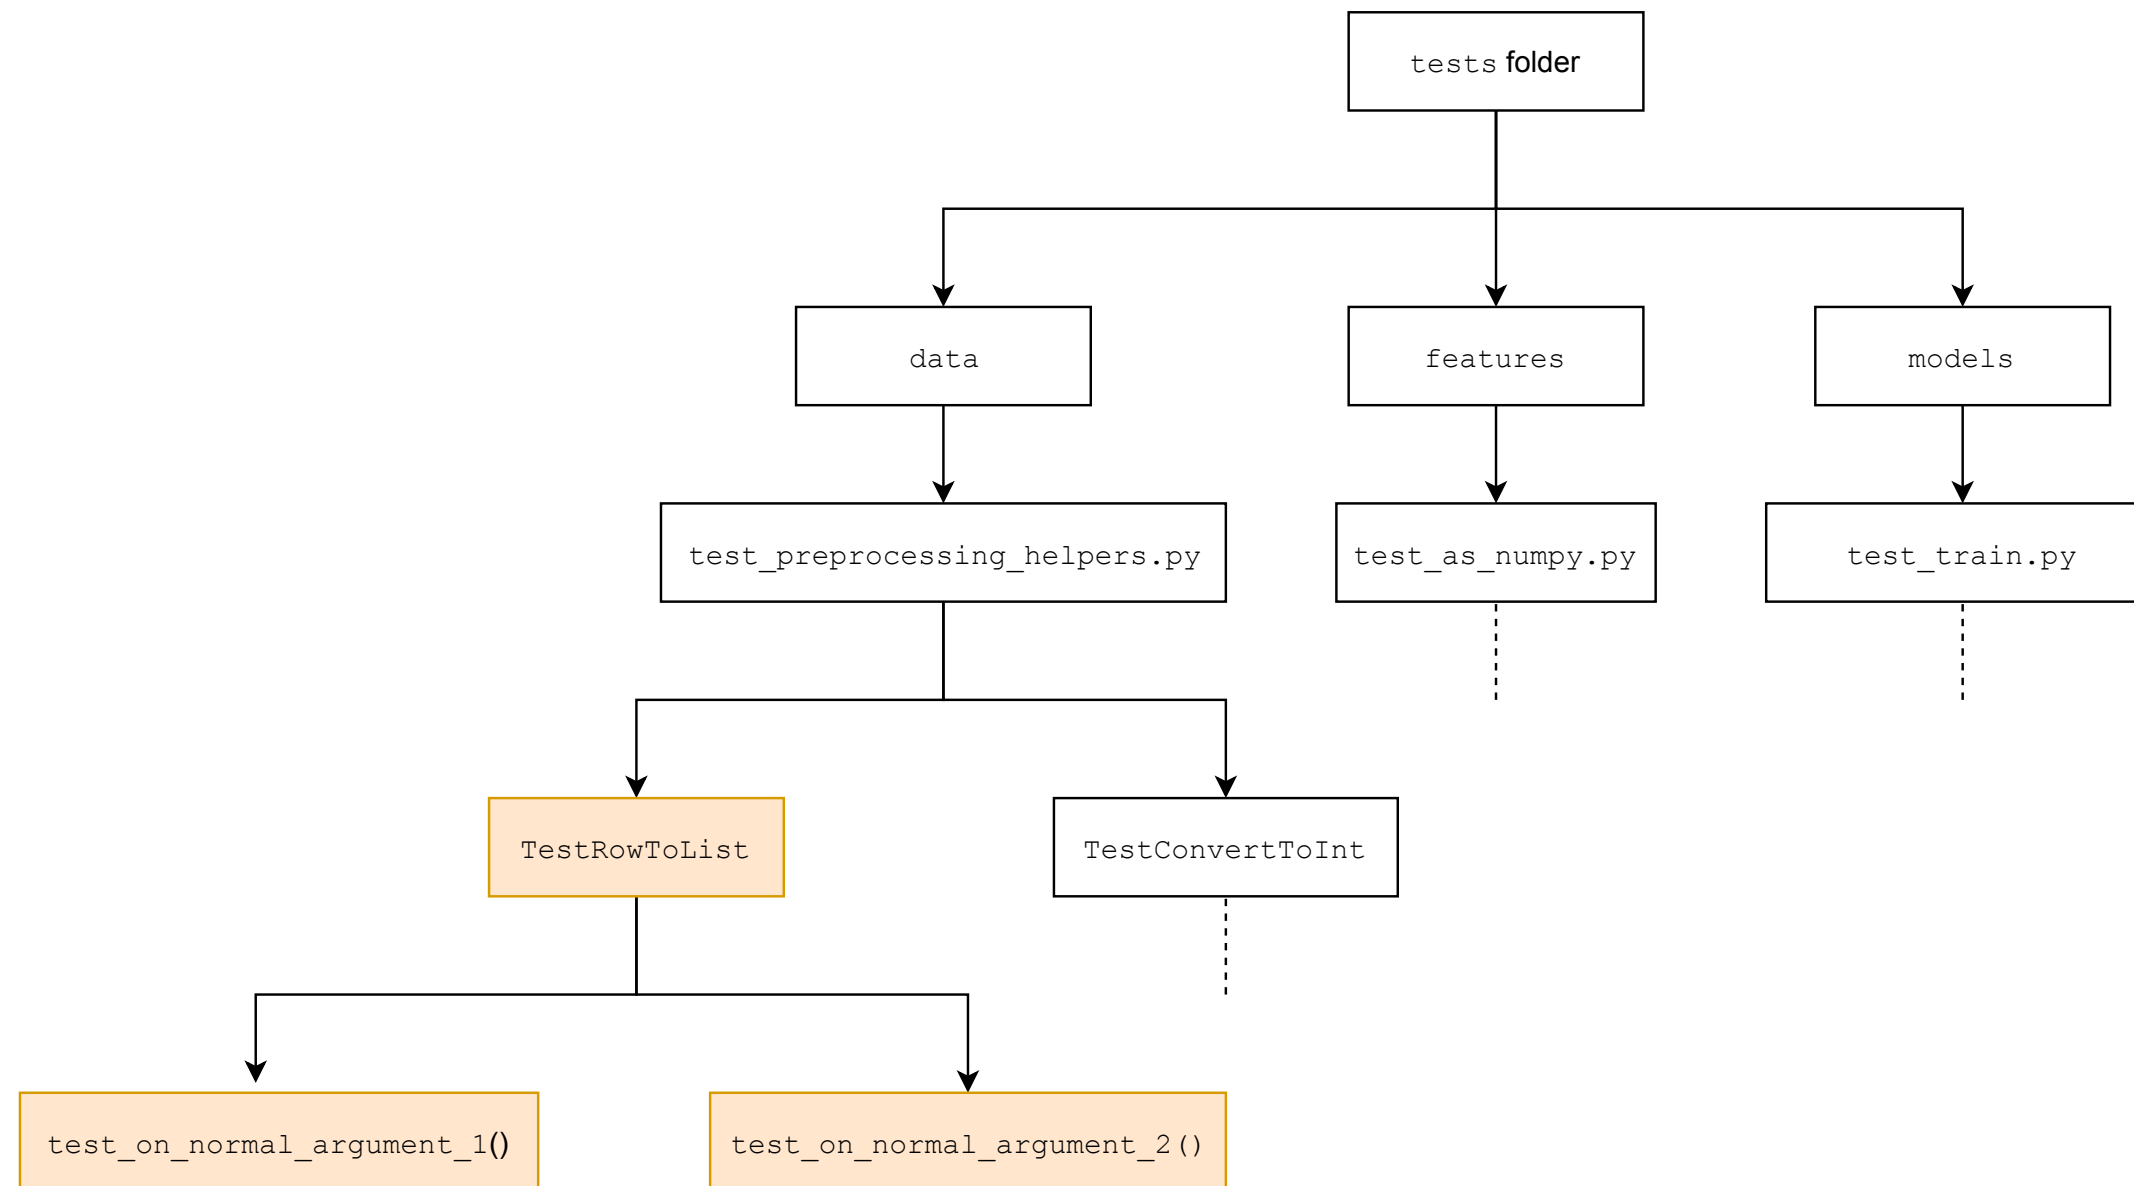 tests folder
data
features
models
test_preprocessing_helpers.py
test_as_numpy.py
test_train.py
TestRowToList
TestConvertToInt
test_on_normal_argument_1()
test_on_normal_argument_2()